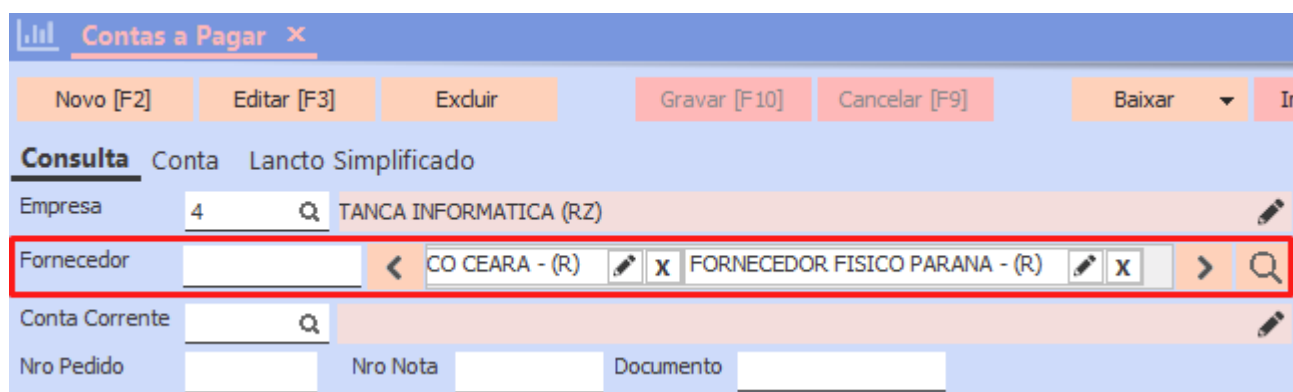 Contas a Pagar ×
Novo [F2] Editar [F3] Excluir Gravar [F10] Cancelar [F9] Baixar
Consulta Conta Lancto Simplificado
Empresa 4 TANCA INFORMATICA (RZ)
Fornecedor CO CEARA - (R) X FORNECEDOR FISICO PARANA - (R) X
Conta Corrente
Nro Pedido Nro Nota Documento